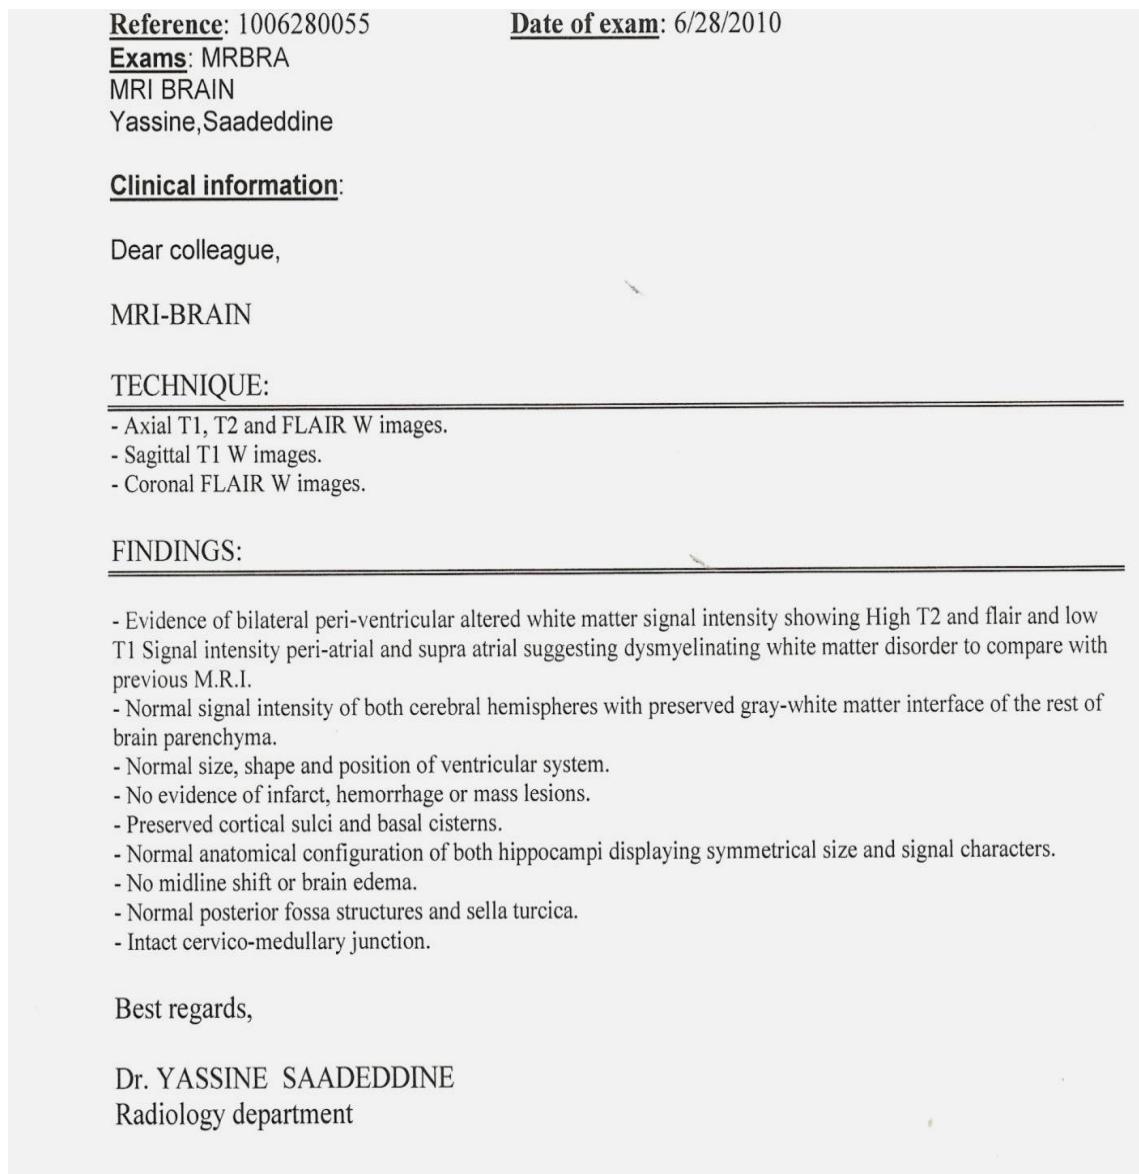 Reference: 1006280055 Date of exam: 6/28/2010
Exams: MRBRA
MRI BRAIN
Yassine,Saadeddine
Clinical information:
Dear colleague,
MRI-BRAIN
TECHNIQUE:
- Axial T1, T2 and FLAIR W images.
- Sagittal T1 W images.
- Coronal FLAIR W images.
FINDINGS:
- Evidence of bilateral peri-ventricular altered white matter signal intensity showing High T2 and flair and low
T1 Signal intensity peri-atrial and supra atrial suggesting dysmyelinating white matter disorder to compare with
previous M.R.I.
- Normal signal intensity of both cerebral hemispheres with preserved gray-white matter interface of the rest of
brain parenchyma.
- Normal size, shape and position of ventricular system.
- No evidence of infarct, hemorrhage or mass lesions.
- Preserved cortical sulci and basal cisterns.
- Normal anatomical configuration of both hippocampi displaying symmetrical size and signal characters.
- No midline shift or brain edema.
- Normal posterior fossa structures and sella turcica.
- Intact cervico-medullary junction.
Best regards,
Dr. YASSINE SAADEDDINE
Radiology department